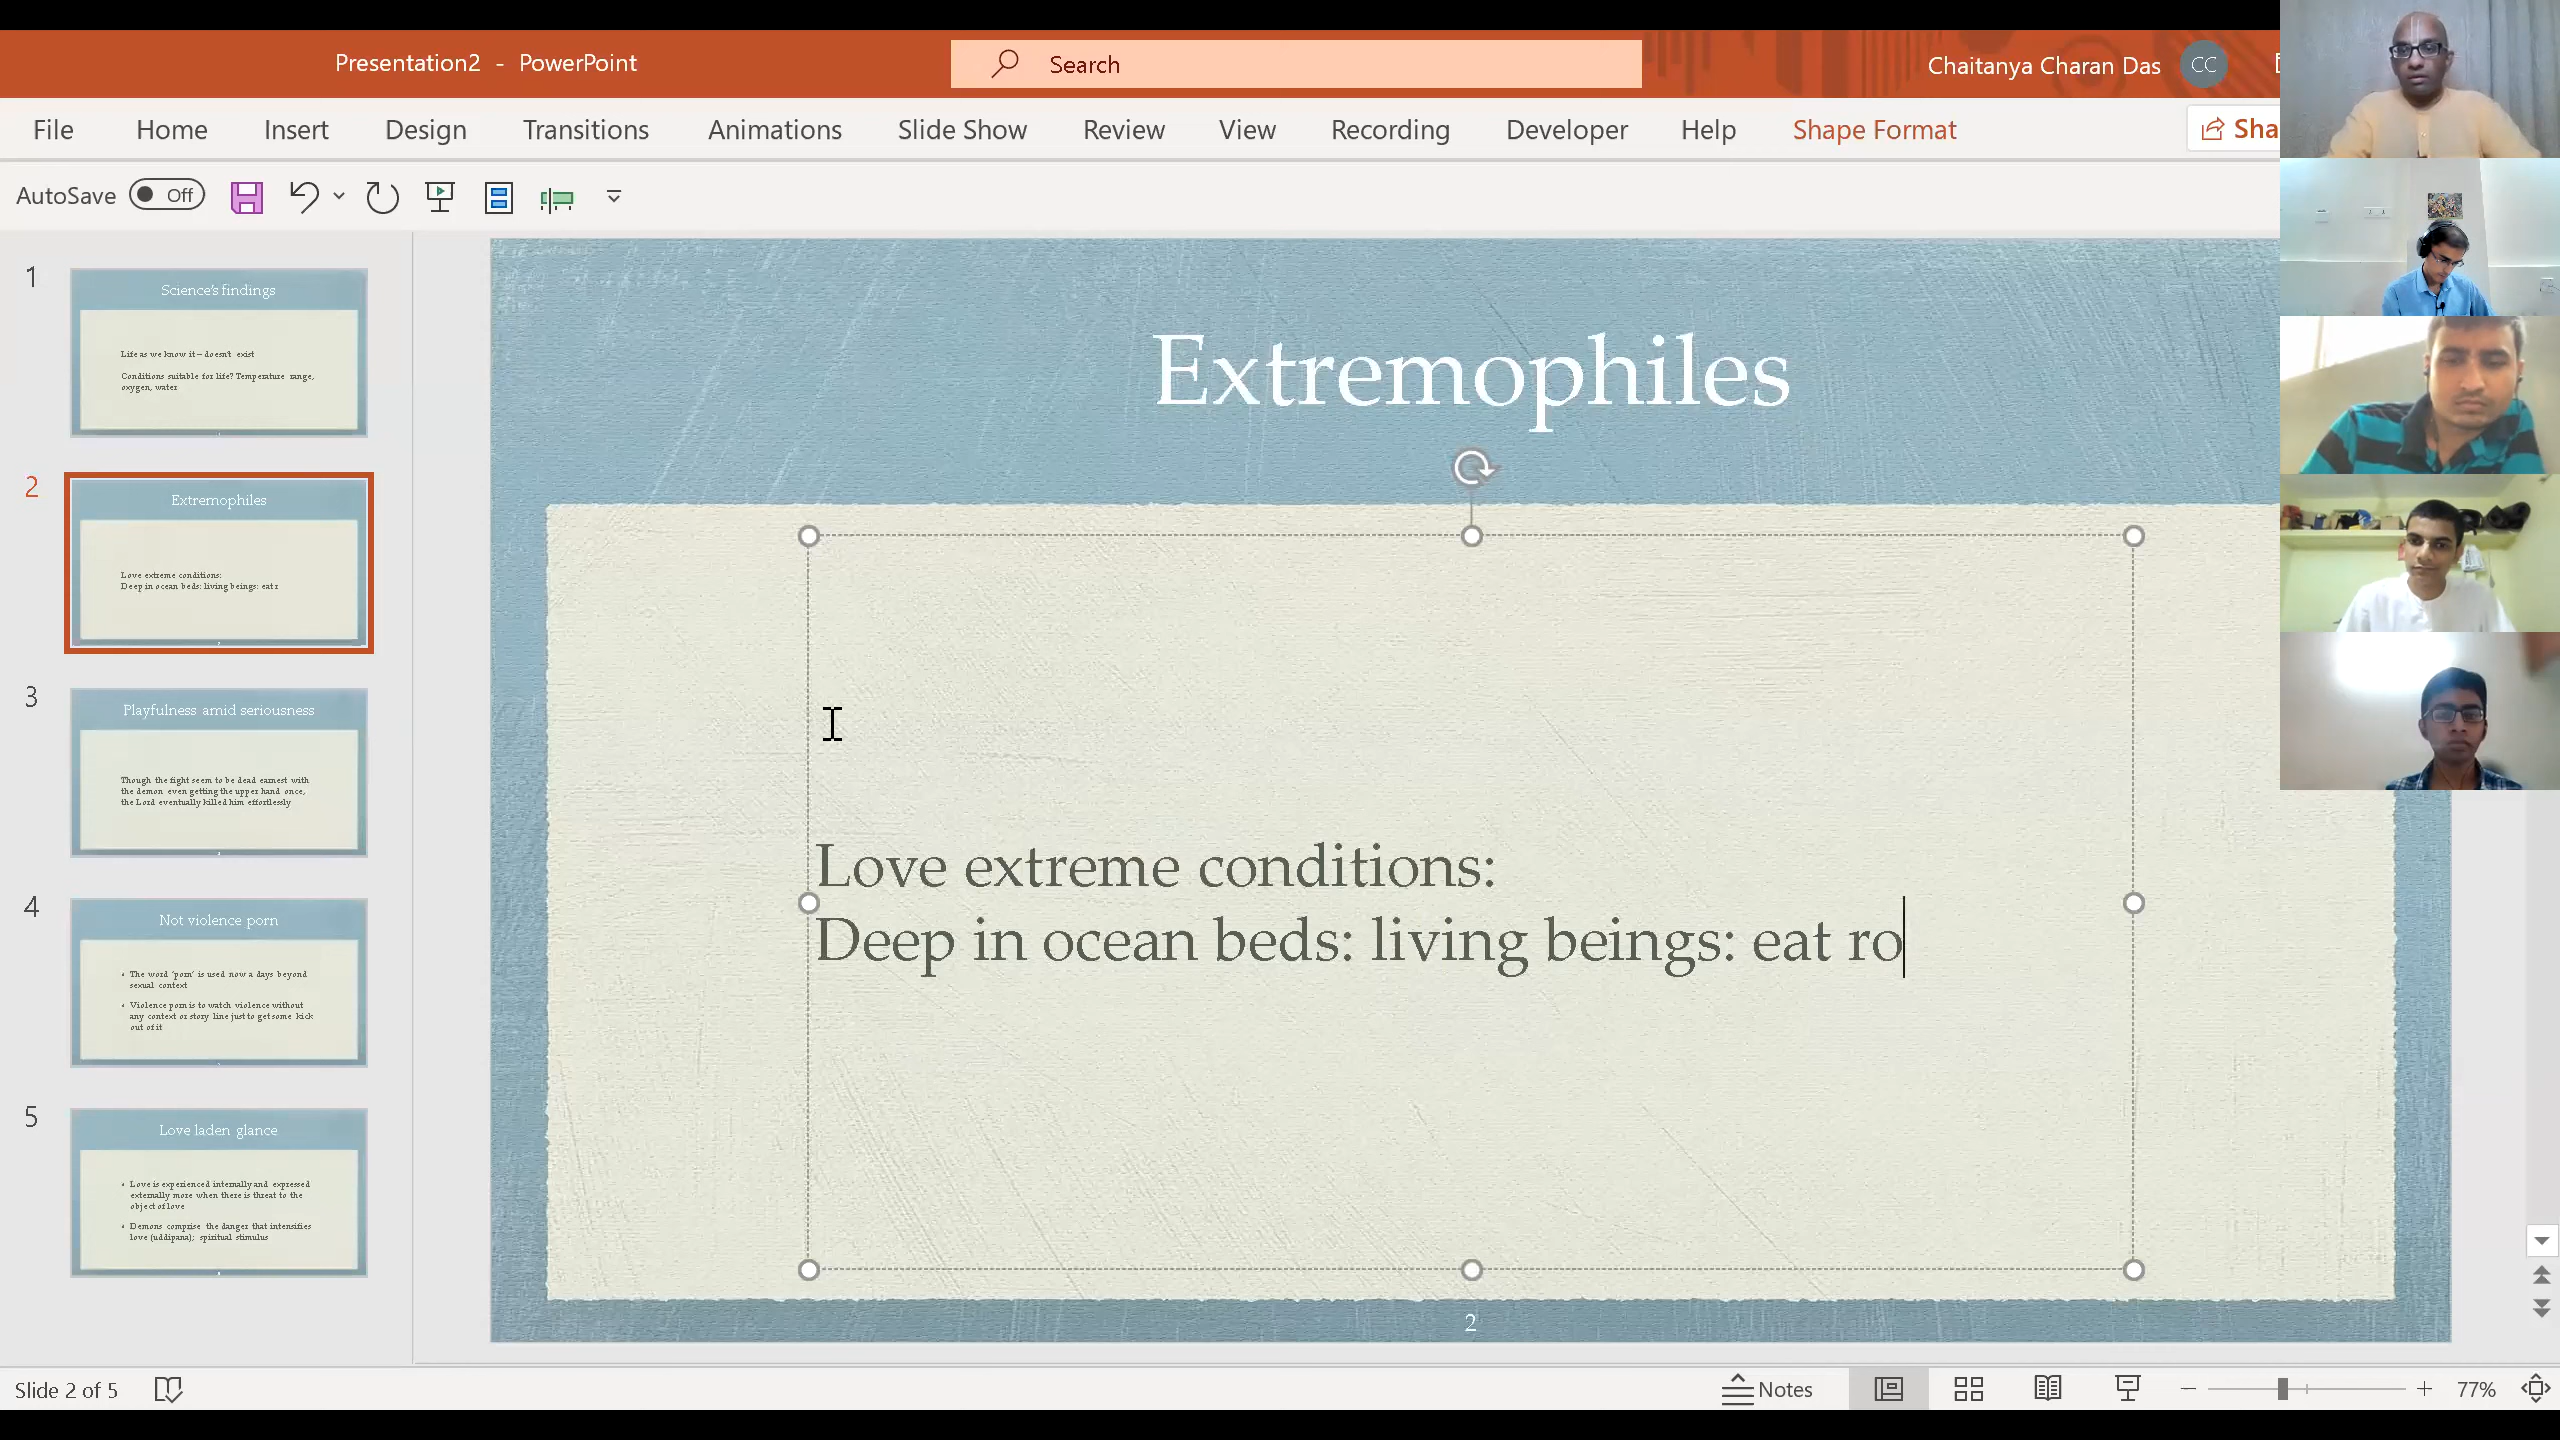 Presentation2 - PowerPoint
Search
Chaitanya Charan Das CC
File Home Insert Design Transitions Animations Slide Show Review View Recording Developer Help Shape Format Sha
AutoSave Off
1
Science's findings
Life as we know it – doesn't exist
Conditions suitable for life? Temperature range,
oxygen, water
2
Extremophiles
Love extreme conditions:
Deep in ocean beds: living beings: eat r
3
Playfulness amid seriousness
Though the fight seem to be dead earnest with
the demon even getting the upper hand once,
the Lord eventually killed him effortlessly
4
Not violence porn
• The word 'porn' is used now a days beyond
sexual context
• Violence porn is to watch violence without
any context or story line just to get some kick
out of it
5
Love laden glance
• Love is experienced internally and expressed
externally more when there is threat to the
object of love
• Demons comprise the danger that intensifies
love (uddipana); spiritual stimulus
Extremophiles
Love extreme conditions:
Deep in ocean beds: living beings: eat ro
2
Slide 2 of 5
Notes
77%